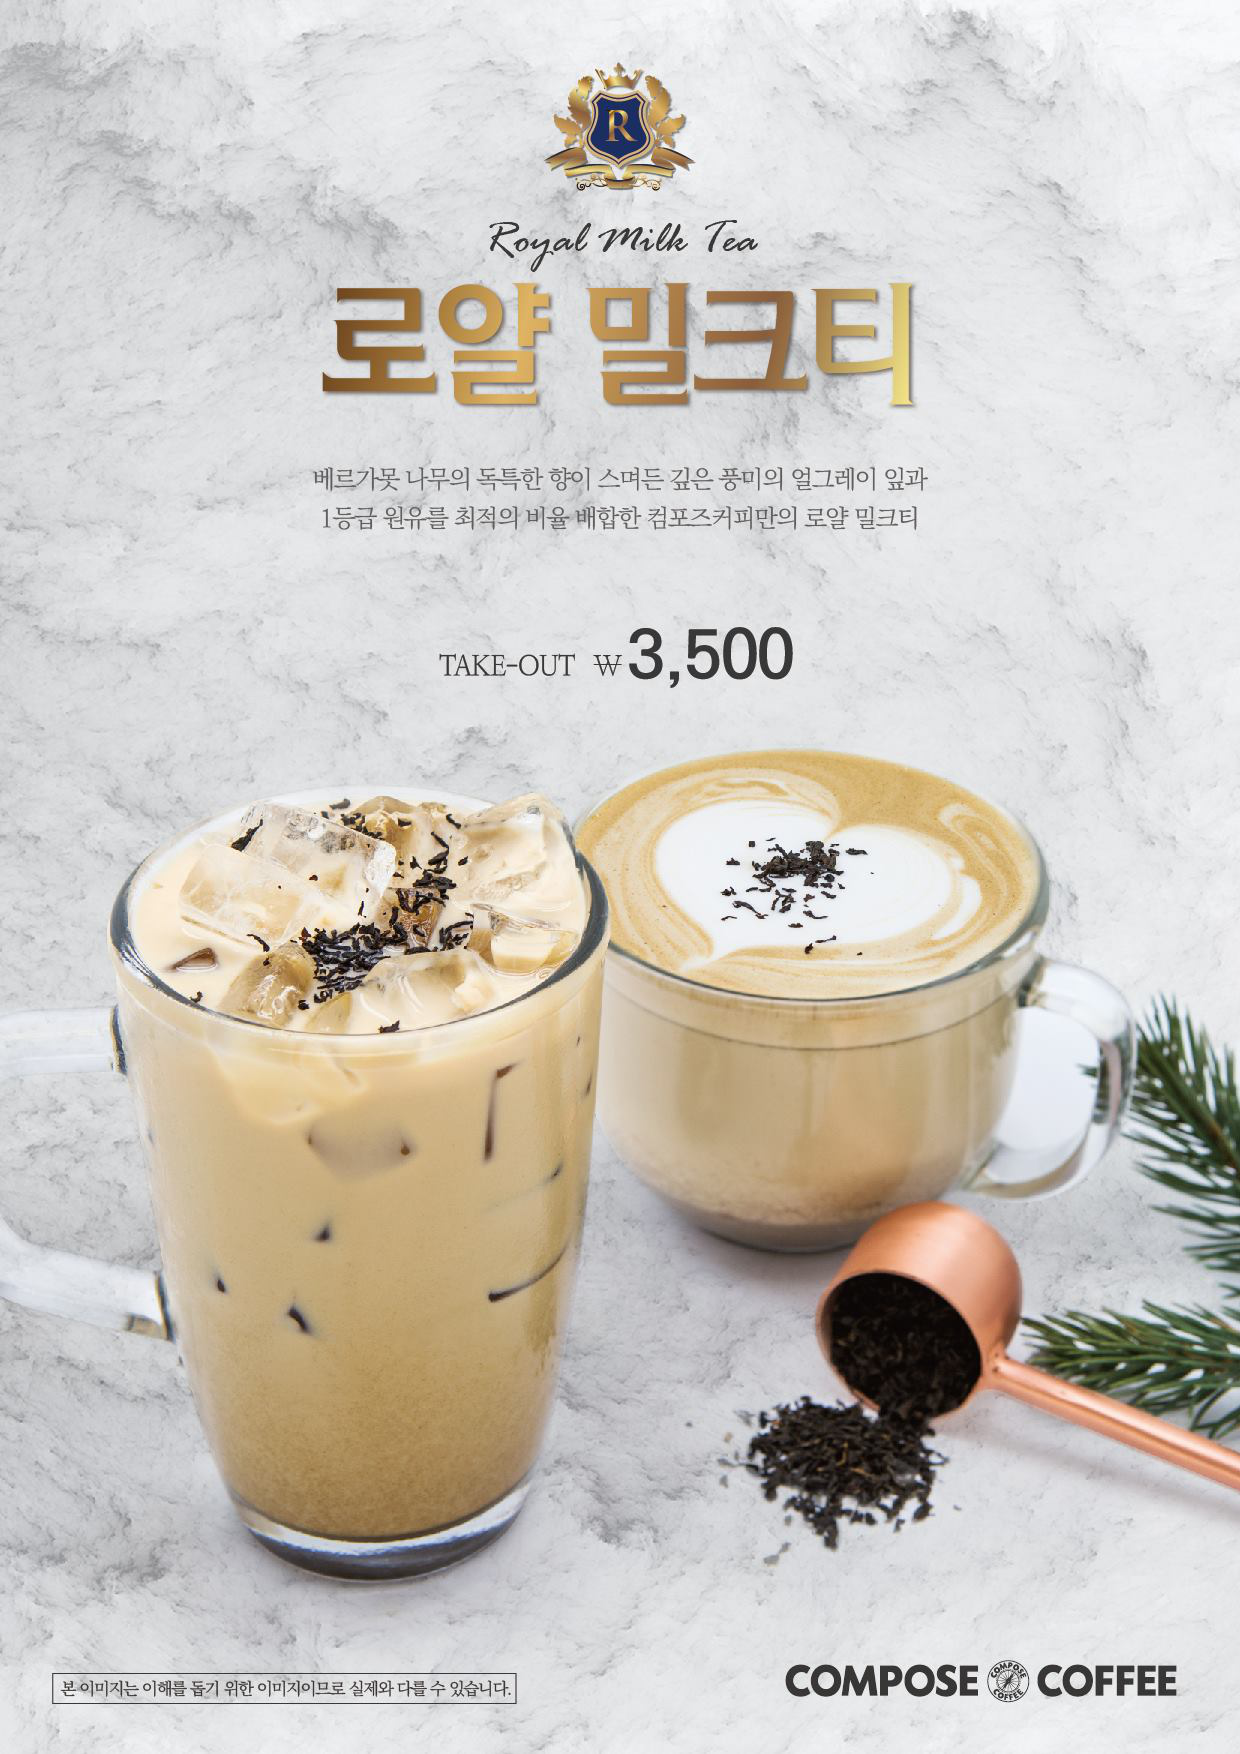 R
Royal Milk Tea
로얄 밀크티
베르가못 나무의 독특한 향이 스며든 깊은 풍미의 얼그레이 잎과
1등급 원유를 최적의 비율 배합한 컴포즈커피만의 로얄 밀크티
TAKE-OUT ₩3,500
본 이미지는 이해를 돕기 위한 이미지이므로 실제와 다를 수 있습니다.
COMPOSE COMPOSE COFFEE COFFEE